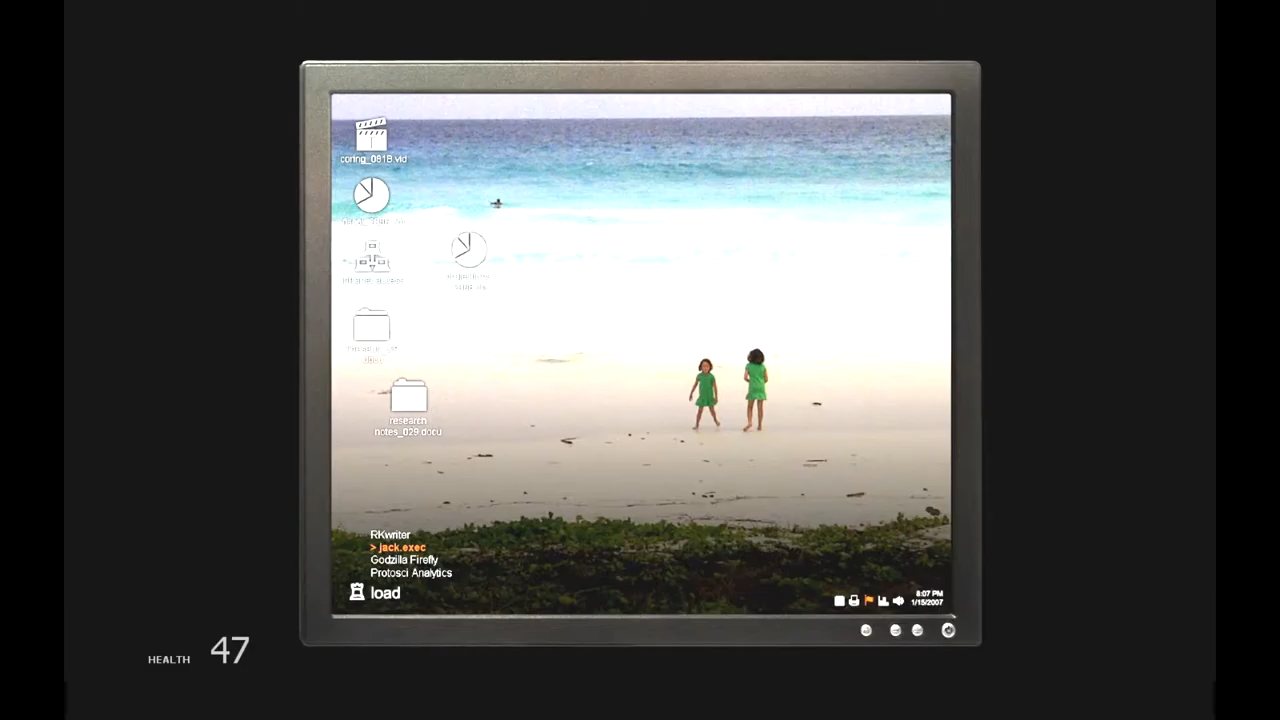 coring_081B vid
research
notes_029 docu
RKwriter
> jack.exec
Godzilla Firefly
Protosci Analytics
load
8:07 PM
1/15/2007
HEALTH 47